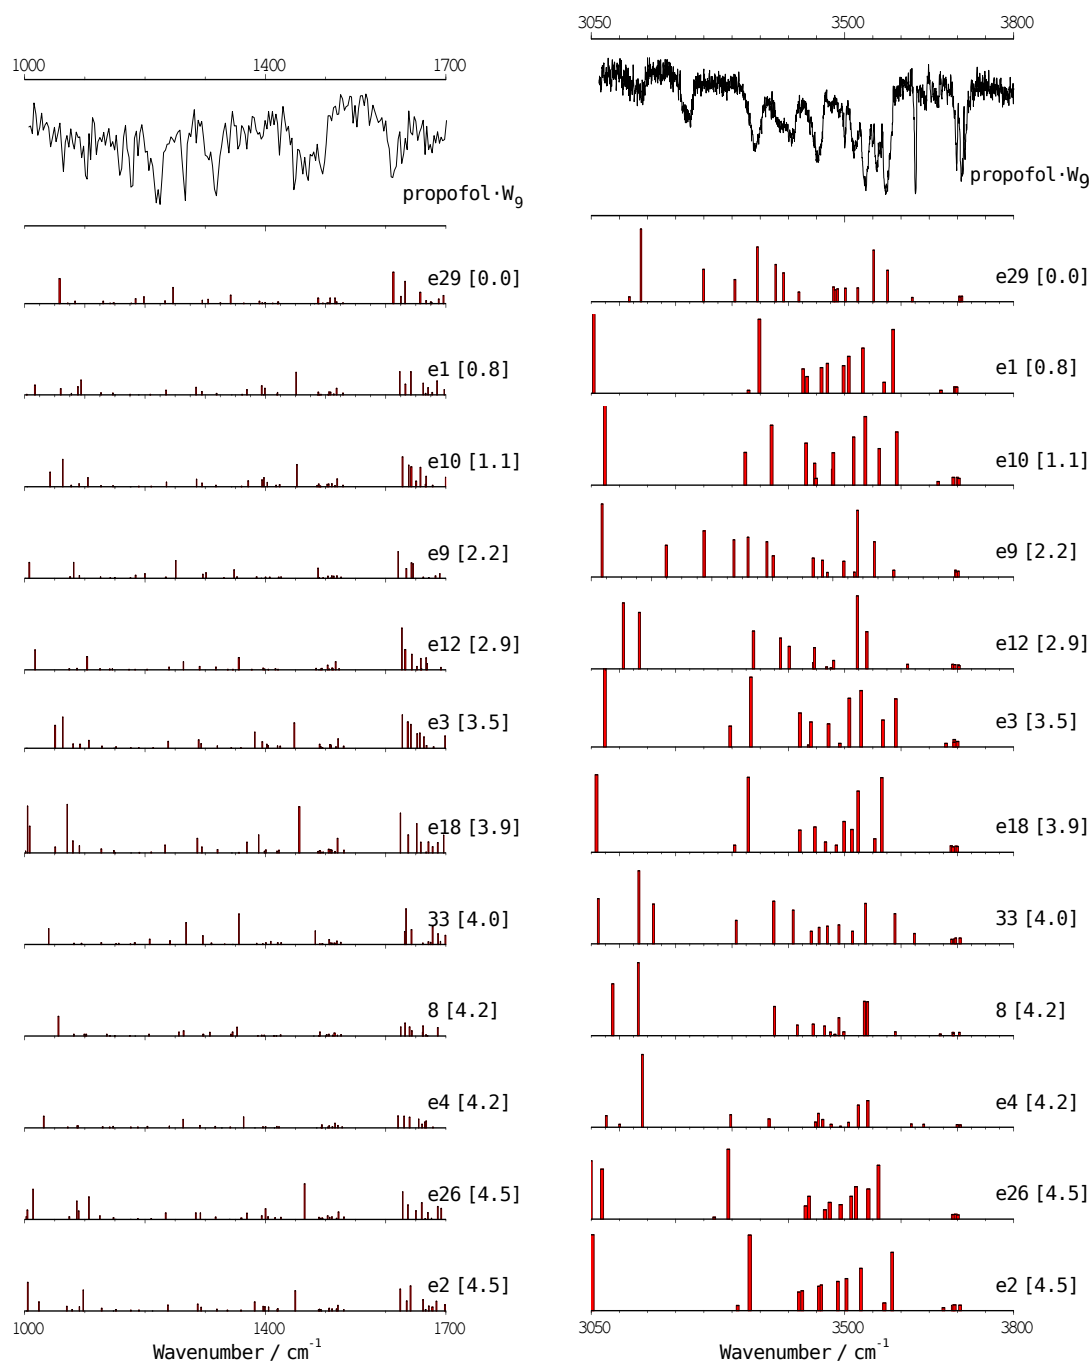 3050 3500 3800
1000 1400 1700
propofol·W9
propofol·W9
e29 [0.0] e29 [0.0]
e1 [0.8] e1 [0.8]
e10 [1.1] e10 [1.1]
e9 [2.2] e9 [2.2]
e12 [2.9] e12 [2.9]
e3 [3.5] e3 [3.5]
e18 [3.9] e18 [3.9]
33 [4.0] 33 [4.0]
8 [4.2] 8 [4.2]
e4 [4.2] e4 [4.2]
e26 [4.5] e26 [4.5]
e2 [4.5] e2 [4.5]
1000 1400 1700 3050 3500 3800
Wavenumber / cm-1 Wavenumber / cm-1